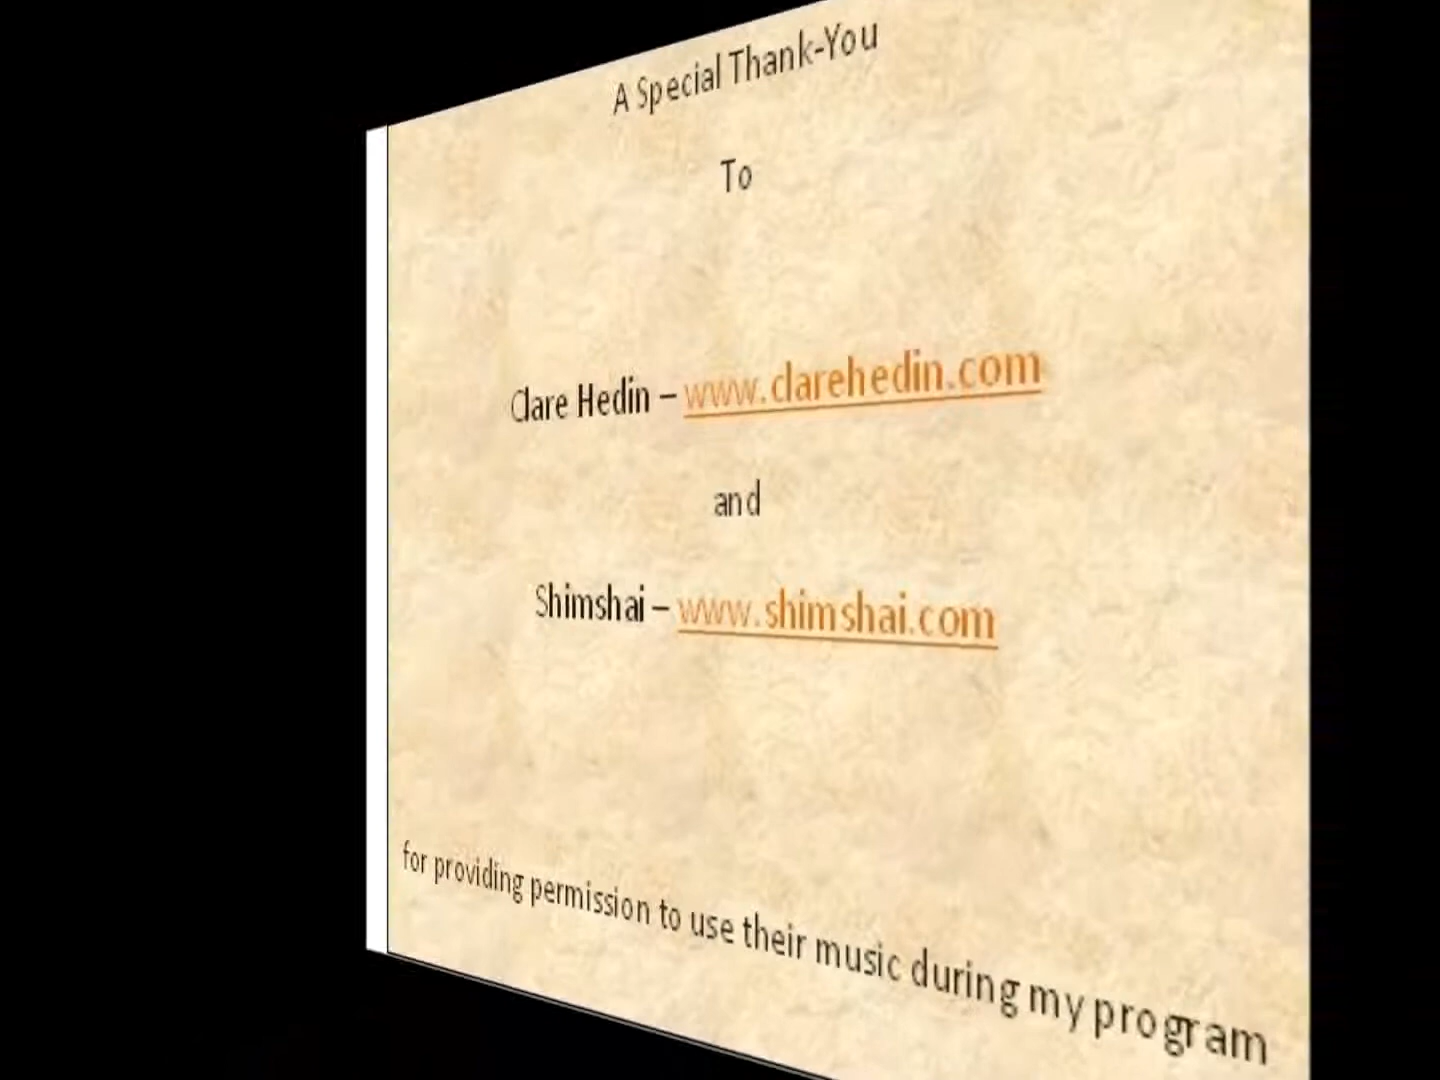 A Special Thank-You
To
Clare Hedin – www.clarehedin.com
and
Shimshai – www.shimshai.com
for providing permission to use their music during my program